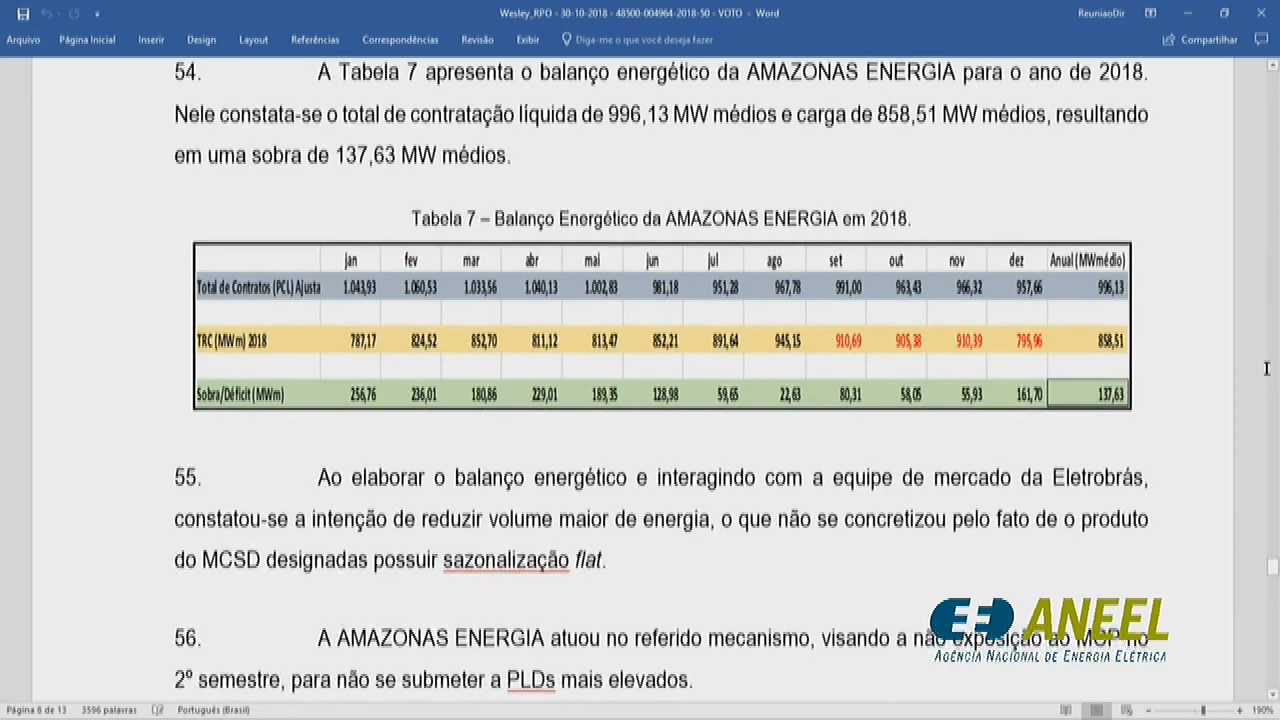 Wesley_RPO - 30-10-2018 - 48500-004964-2018-50 - VOTO - Word
ReuniaoDir
Arquivo Página Inicial Inserir Design Layout Referências Correspondências Revisão Exibir Diga-me o que você deseja fazer Compartilhar
54. A Tabela 7 apresenta o balanço energético da AMAZONAS ENERGIA para o ano de 2018.
Nele constata-se o total de contratação líquida de 996,13 MW médios e carga de 858,51 MW médios, resultando
em uma sobra de 137,63 MW médios.
Tabela 7 – Balanço Energético da AMAZONAS ENERGIA em 2018.
jan fev mar abr mai jun jul ago set out nov dez Anual (MWmédio)
Total de Contratos (PCL) Ajusta 1.043,93 1.060,53 1.033,56 1.040,13 1.002,83 981,18 951,28 967,78 991,00 963,43 966,32 957,66 996,13
TRC (MWm) 2018 787,17 824,52 852,70 811,12 813,47 852,21 891,64 945,15 910,69 905,38 910,39 795,96 858,51
Sobra/Déficit (MWm) 256,76 236,01 180,86 229,01 189,35 128,98 59,65 22,63 80,31 58,05 55,93 161,70 137,63
55. Ao elaborar o balanço energético e interagindo com a equipe de mercado da Eletrobrás,
constatou-se a intenção de reduzir volume maior de energia, o que não se concretizou pelo fato de o produto
do MCSD designadas possuir sazonalização flat.
56. A AMAZONAS ENERGIA atuou no referido mecanismo, visando a não exposição ao MCP no
2º semestre, para não se submeter a PLDs mais elevados.
ANEEL
AGÊNCIA NACIONAL DE ENERGIA ELÉTRICA
Página 8 de 13 3596 palavras Português (Brasil) 190%